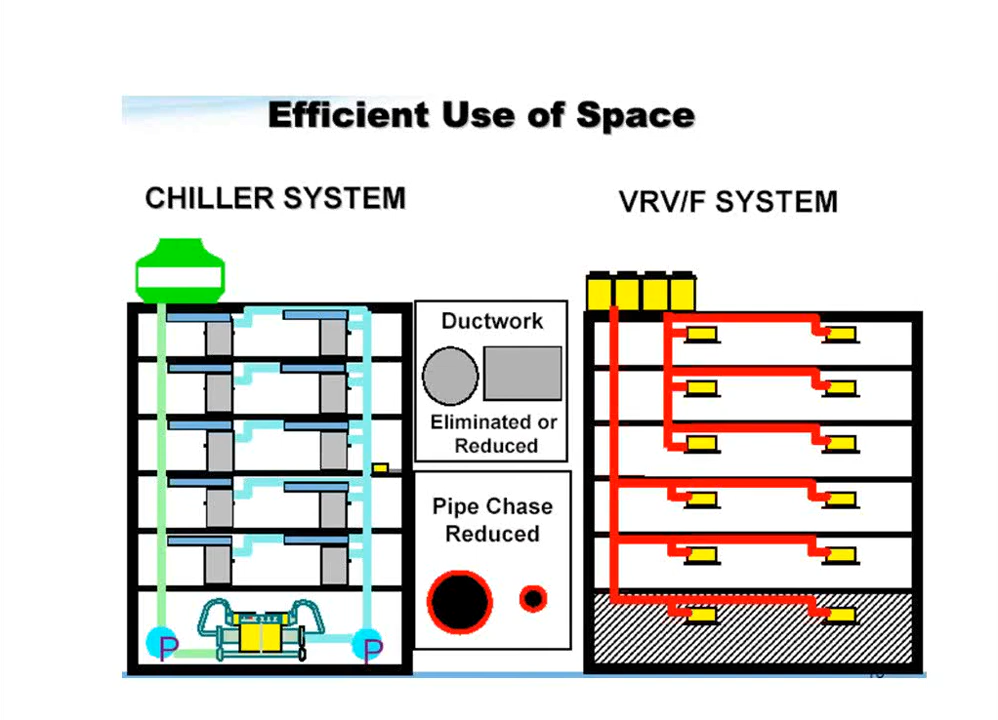 Efficient Use of Space
CHILLER SYSTEM
VRV/F SYSTEM
Ductwork
Eliminated or
Reduced
Pipe Chase
Reduced
P
P